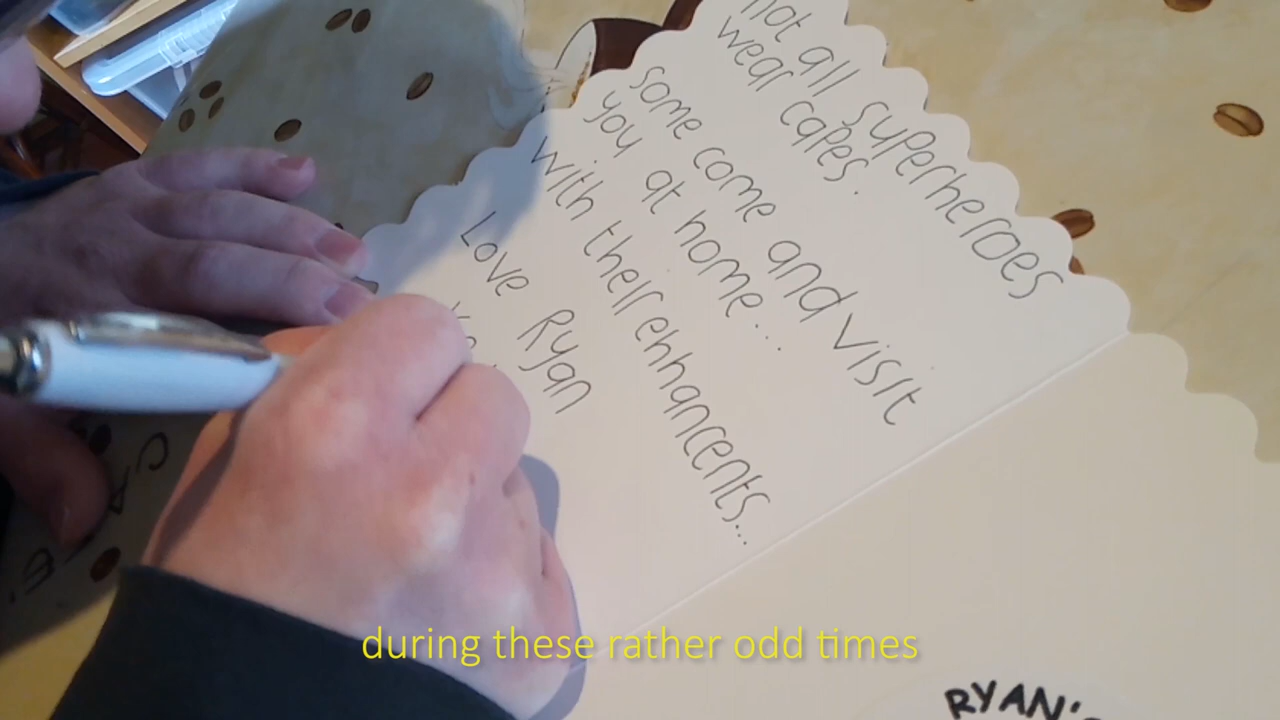 not all superheroes
wear capes.
some come and visit
you at home...
with their enhancents...
Love Ryan
CAFE
RYAN'S
during these rather odd times